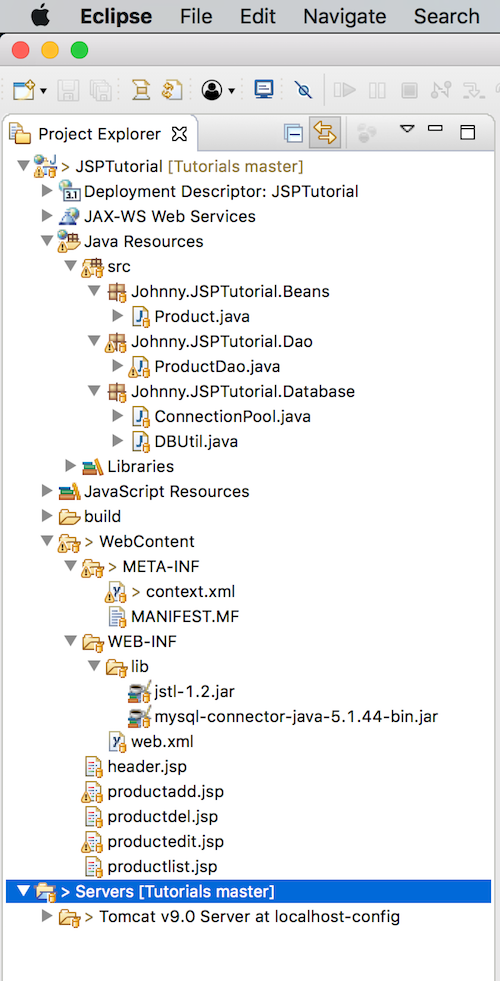 Eclipse File Edit Navigate Search
Project Explorer
> JSPTutorial [Tutorials master]
3.1 Deployment Descriptor: JSPTutorial
JAX-WS Web Services
Java Resources
src
Johnny.JSPTutorial.Beans
Product.java
Johnny.JSPTutorial.Dao
ProductDao.java
Johnny.JSPTutorial.Database
ConnectionPool.java
DBUtil.java
Libraries
JavaScript Resources
build
> WebContent
> META-INF
> context.xml
MANIFEST.MF
WEB-INF
lib
jstl-1.2.jar
mysql-connector-java-5.1.44-bin.jar
web.xml
header.jsp
productadd.jsp
productdel.jsp
productedit.jsp
productlist.jsp
> Servers [Tutorials master]
> Tomcat v9.0 Server at localhost-config